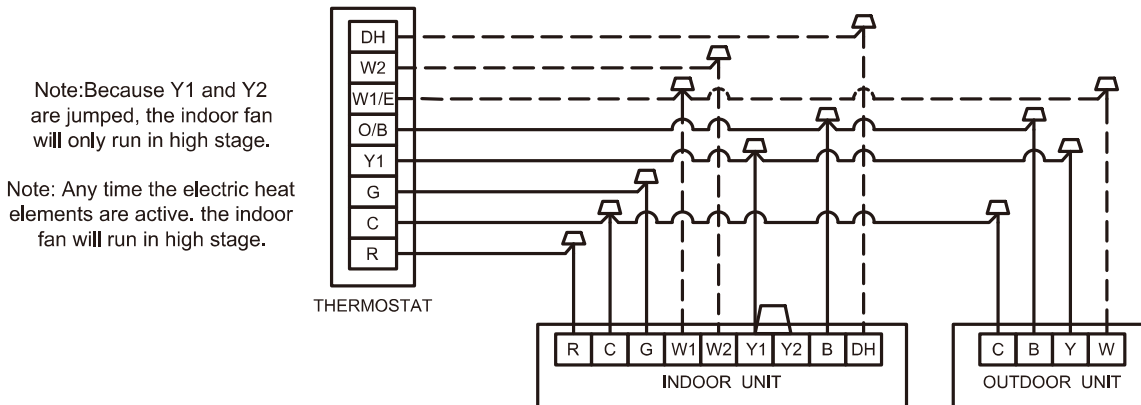 Note:Because Y1 and Y2
are jumped, the indoor fan
will only run in high stage.
Note: Any time the electric heat
elements are active. the indoor
fan will run in high stage.
DH
W2
W1/E
O/B
Y1
G
C
R
THERMOSTAT
R C G W1 W2 Y1 Y2 B DH
INDOOR UNIT
C B Y W
OUTDOOR UNIT